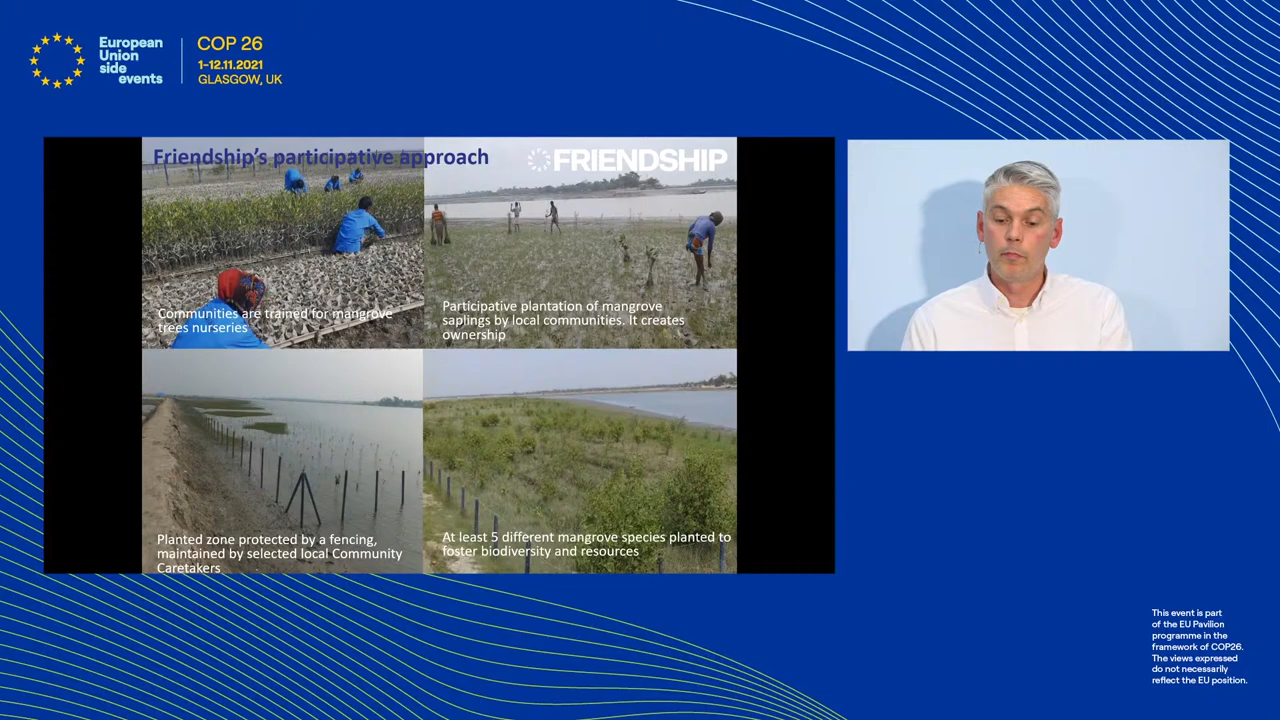 European
Union
side
events
COP 26
1-12.11.2021
GLASGOW, UK
Friendship's participative approach
FRIENDSHIP
Communities are trained for mangrove
trees nurseries
Participative plantation of mangrove
saplings by local communities. It creates
ownership
Planted zone protected by a fencing,
maintained by selected local Community
Caretakers
At least 5 different mangrove species planted to
foster biodiversity and resources
This event is part
of the EU Pavilion
programme in the
framework of COP26.
The views expressed
do not necessarily
reflect the EU position.